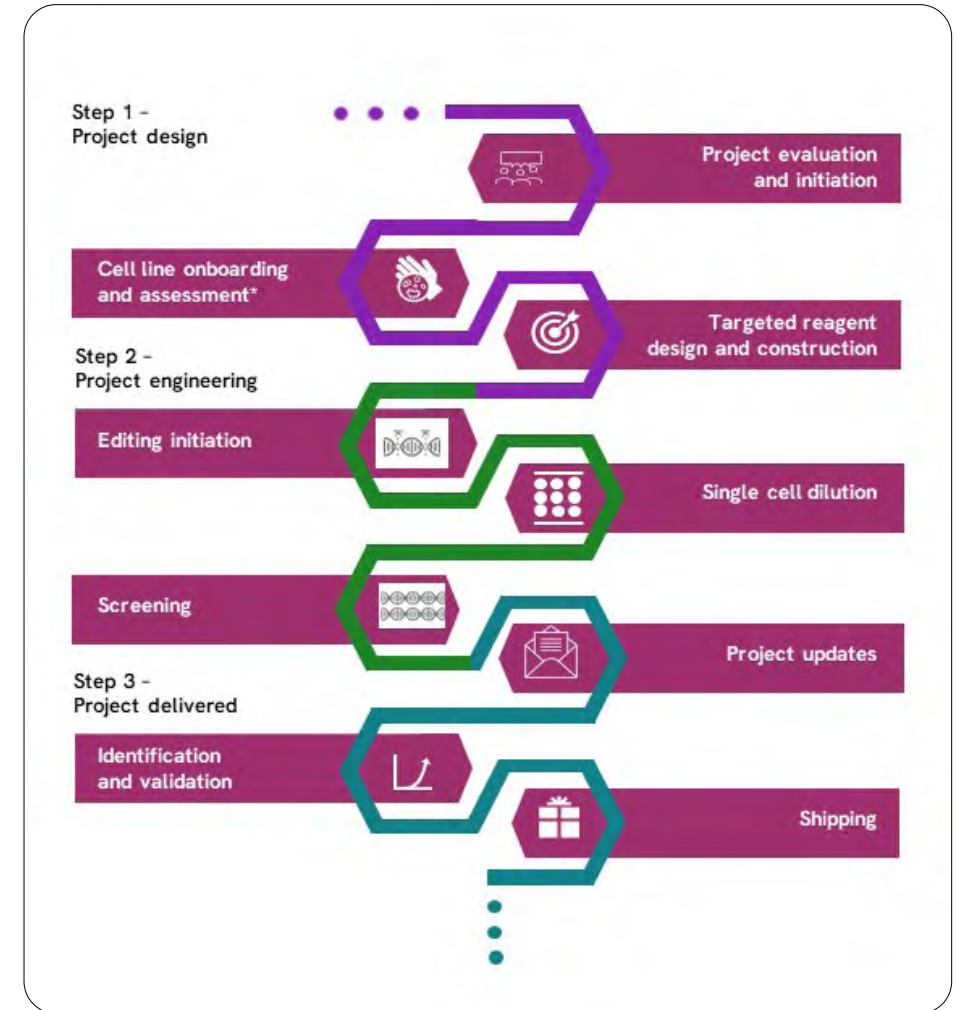 Step 1 –
Project design
Project evaluation
and initiation
Cell line onboarding
and assessment*
Targeted reagent
design and construction
Step 2 –
Project engineering
Editing initiation
Single cell dilution
Screening
Project updates
Step 3 –
Project delivered
Identification
and validation
Shipping